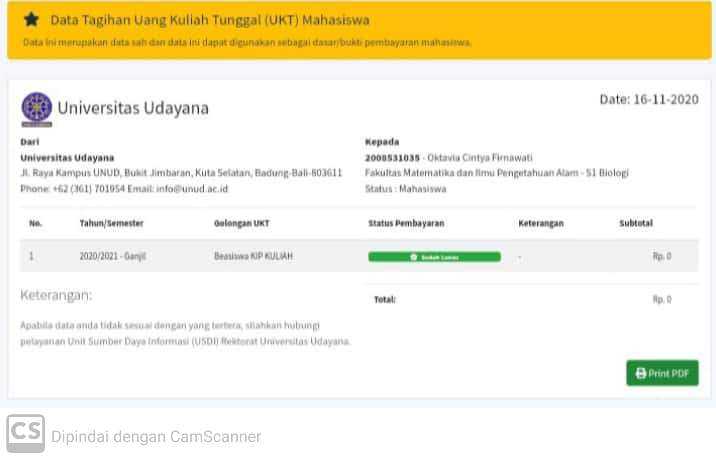 Data Tagihan Uang Kuliah Tunggal (UKT) Mahasiswa
Data Ini merupakan data sah dan data ini dapat digunakan sebagai dasar/bukti pembayaran mahasiswa.
Universitas Udayana
Date: 16-11-2020
Dari
Universitas Udayana
Jl. Raya Kampus UNUD, Bukit Jimbaran, Kuta Selatan, Badung-Bali-803611
Phone: +62 (361) 701954 Email: info@unud.ac.id
Kepada
2008531035 - Oktavia Cintya Firnawati
Fakultas Matematika dan Ilmu Pengetahuan Alam - S1 Biologi
Status : Mahasiswa
No. Tahun/Semester Golongan UKT Status Pembayaran Keterangan Subtotal
1 2020/2021 - Ganjil Beasiswa KIP KULIAH Sudah Lunas - Rp. 0
Keterangan:
Apabila data anda tidak sesuai dengan yang tertera, silahkan hubungi
pelayanan Unit Sumber Daya Informasi (USDI) Rektorat Universitas Udayana.
Total: Rp. 0
Print PDF
CS Dipindai dengan CamScanner